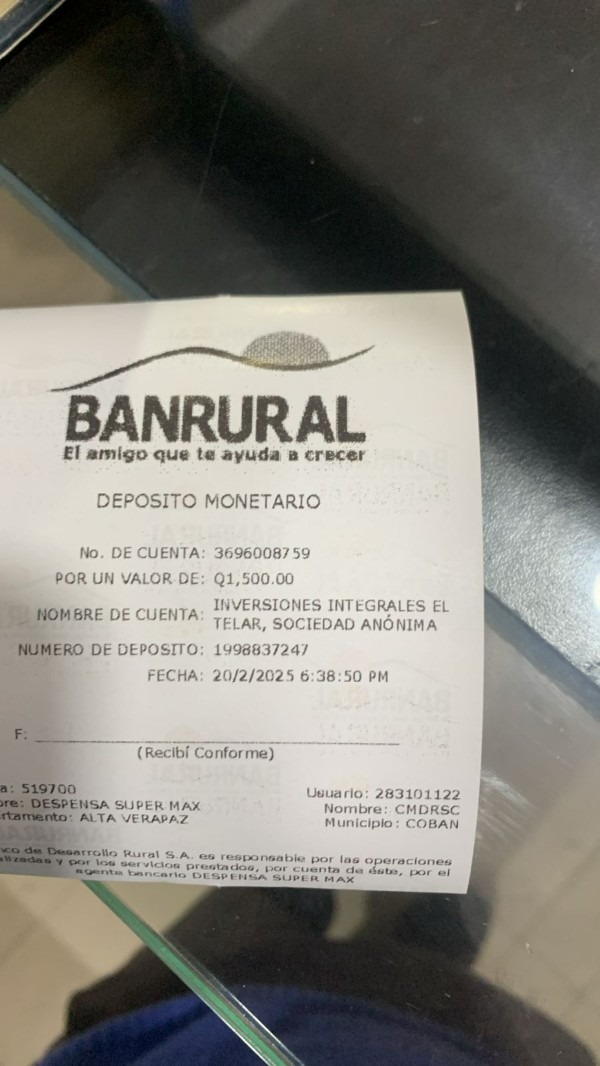 BANRURAL
El amigo que te ayuda a crecer
DEPOSITO MONETARIO
No. DE CUENTA: 3696008759
POR UN VALOR DE: Q1,500.00
NOMBRE DE CUENTA: INVERSIONES INTEGRALES EL
TELAR, SOCIEDAD ANÓNIMA
NUMERO DE DEPOSITO: 1998837247
FECHA: 20/2/2025 6:38:50 PM
F:
(Recibí Conforme)
a: 519700 Usuario: 283101122
bre: DESPENSA SUPER MAX Nombre: CMDRSC
rtamento: ALTA VERAPAZ Municipio: COBAN
nco de Desarrollo Rural S.A. es responsable por las operaciones
alizadas y por los servicios prestados, por cuenta de éste, por el
agente bancario DESPENSA SUPER MAX